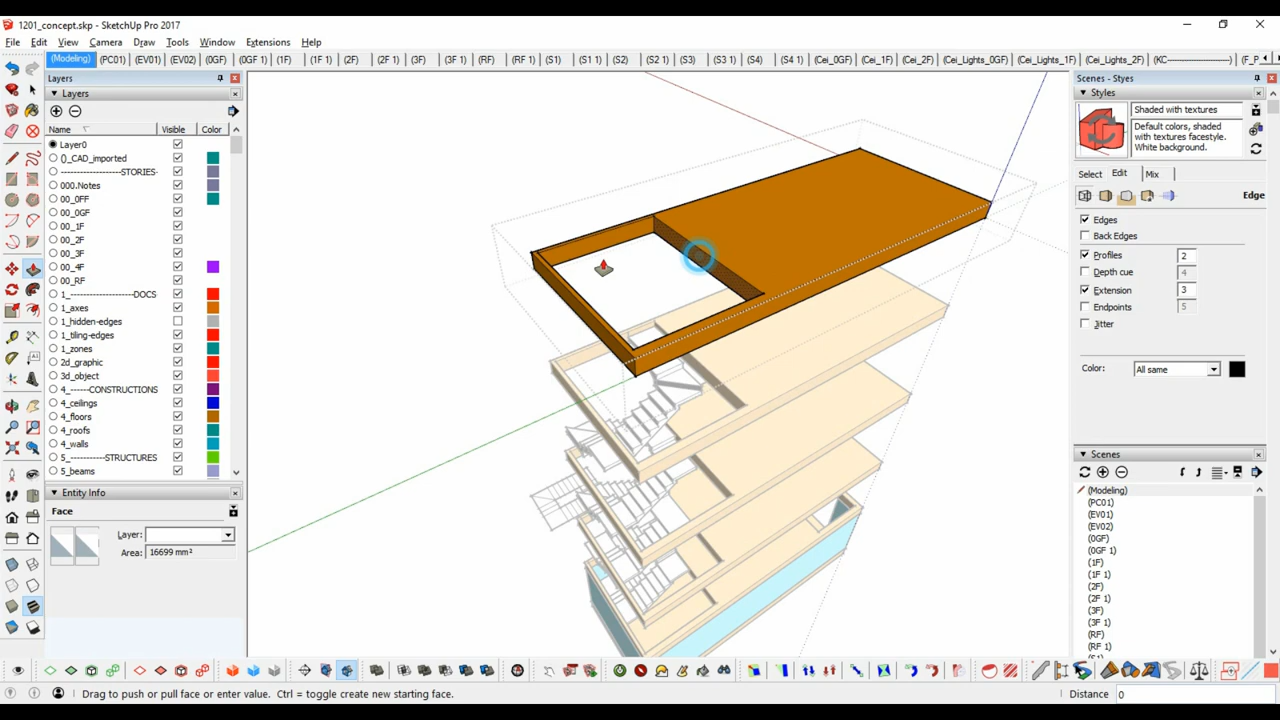 1201_concept.skp - SketchUp Pro 2017
File Edit View Camera Draw Tools Window Extensions Help
(Modeling) (PC01) (EV01) (EV02) (0GF) (0GF 1) (1F) (1F 1) (2F) (2F 1) (3F) (3F 1) (RF) (RF 1) (S1) (S1 1) (S2) (S2 1) (S3) (S3 1) (S4) (S4 1) (Cei_0GF) (Cei_1F) (Cei_2F) (Cei_Lights_0GF) (Cei_Lights_1F) (Cei_Lights_2F) (KC----------------------) (F_P
Layers
Layers
Name Visible Color
Layer0
0_CAD_imported
--------------------STORIES-
000.Notes
00_0FF
00_0GF
00_1F
00_2F
00_3F
00_4F
00_RF
1_--------------------DOCS
1_axes
1_hidden-edges
1_tiling-edges
1_zones
2d_graphic
3d_object
4_------CONSTRUCTIONS
4_ceilings
4_floors
4_roofs
4_walls
5_-----------STRUCTURES
5_beams
Entity Info
Face
Layer:
Area: 16699 mm²
Scenes - Styes
Styles
Shaded with textures
Default colors, shaded
with textures facestyle.
White background.
Select Edit Mix
Edge
Edges
Back Edges
Profiles 2
Depth cue 4
Extension 3
Endpoints 5
Jitter
Color: All same
Scenes
(Modeling)
(PC01)
(EV01)
(EV02)
(0GF)
(0GF 1)
(1F)
(1F 1)
(2F)
(2F 1)
(3F)
(3F 1)
(RF)
(RF 1)
Drag to push or pull face or enter value. Ctrl = toggle create new starting face.
Distance 0